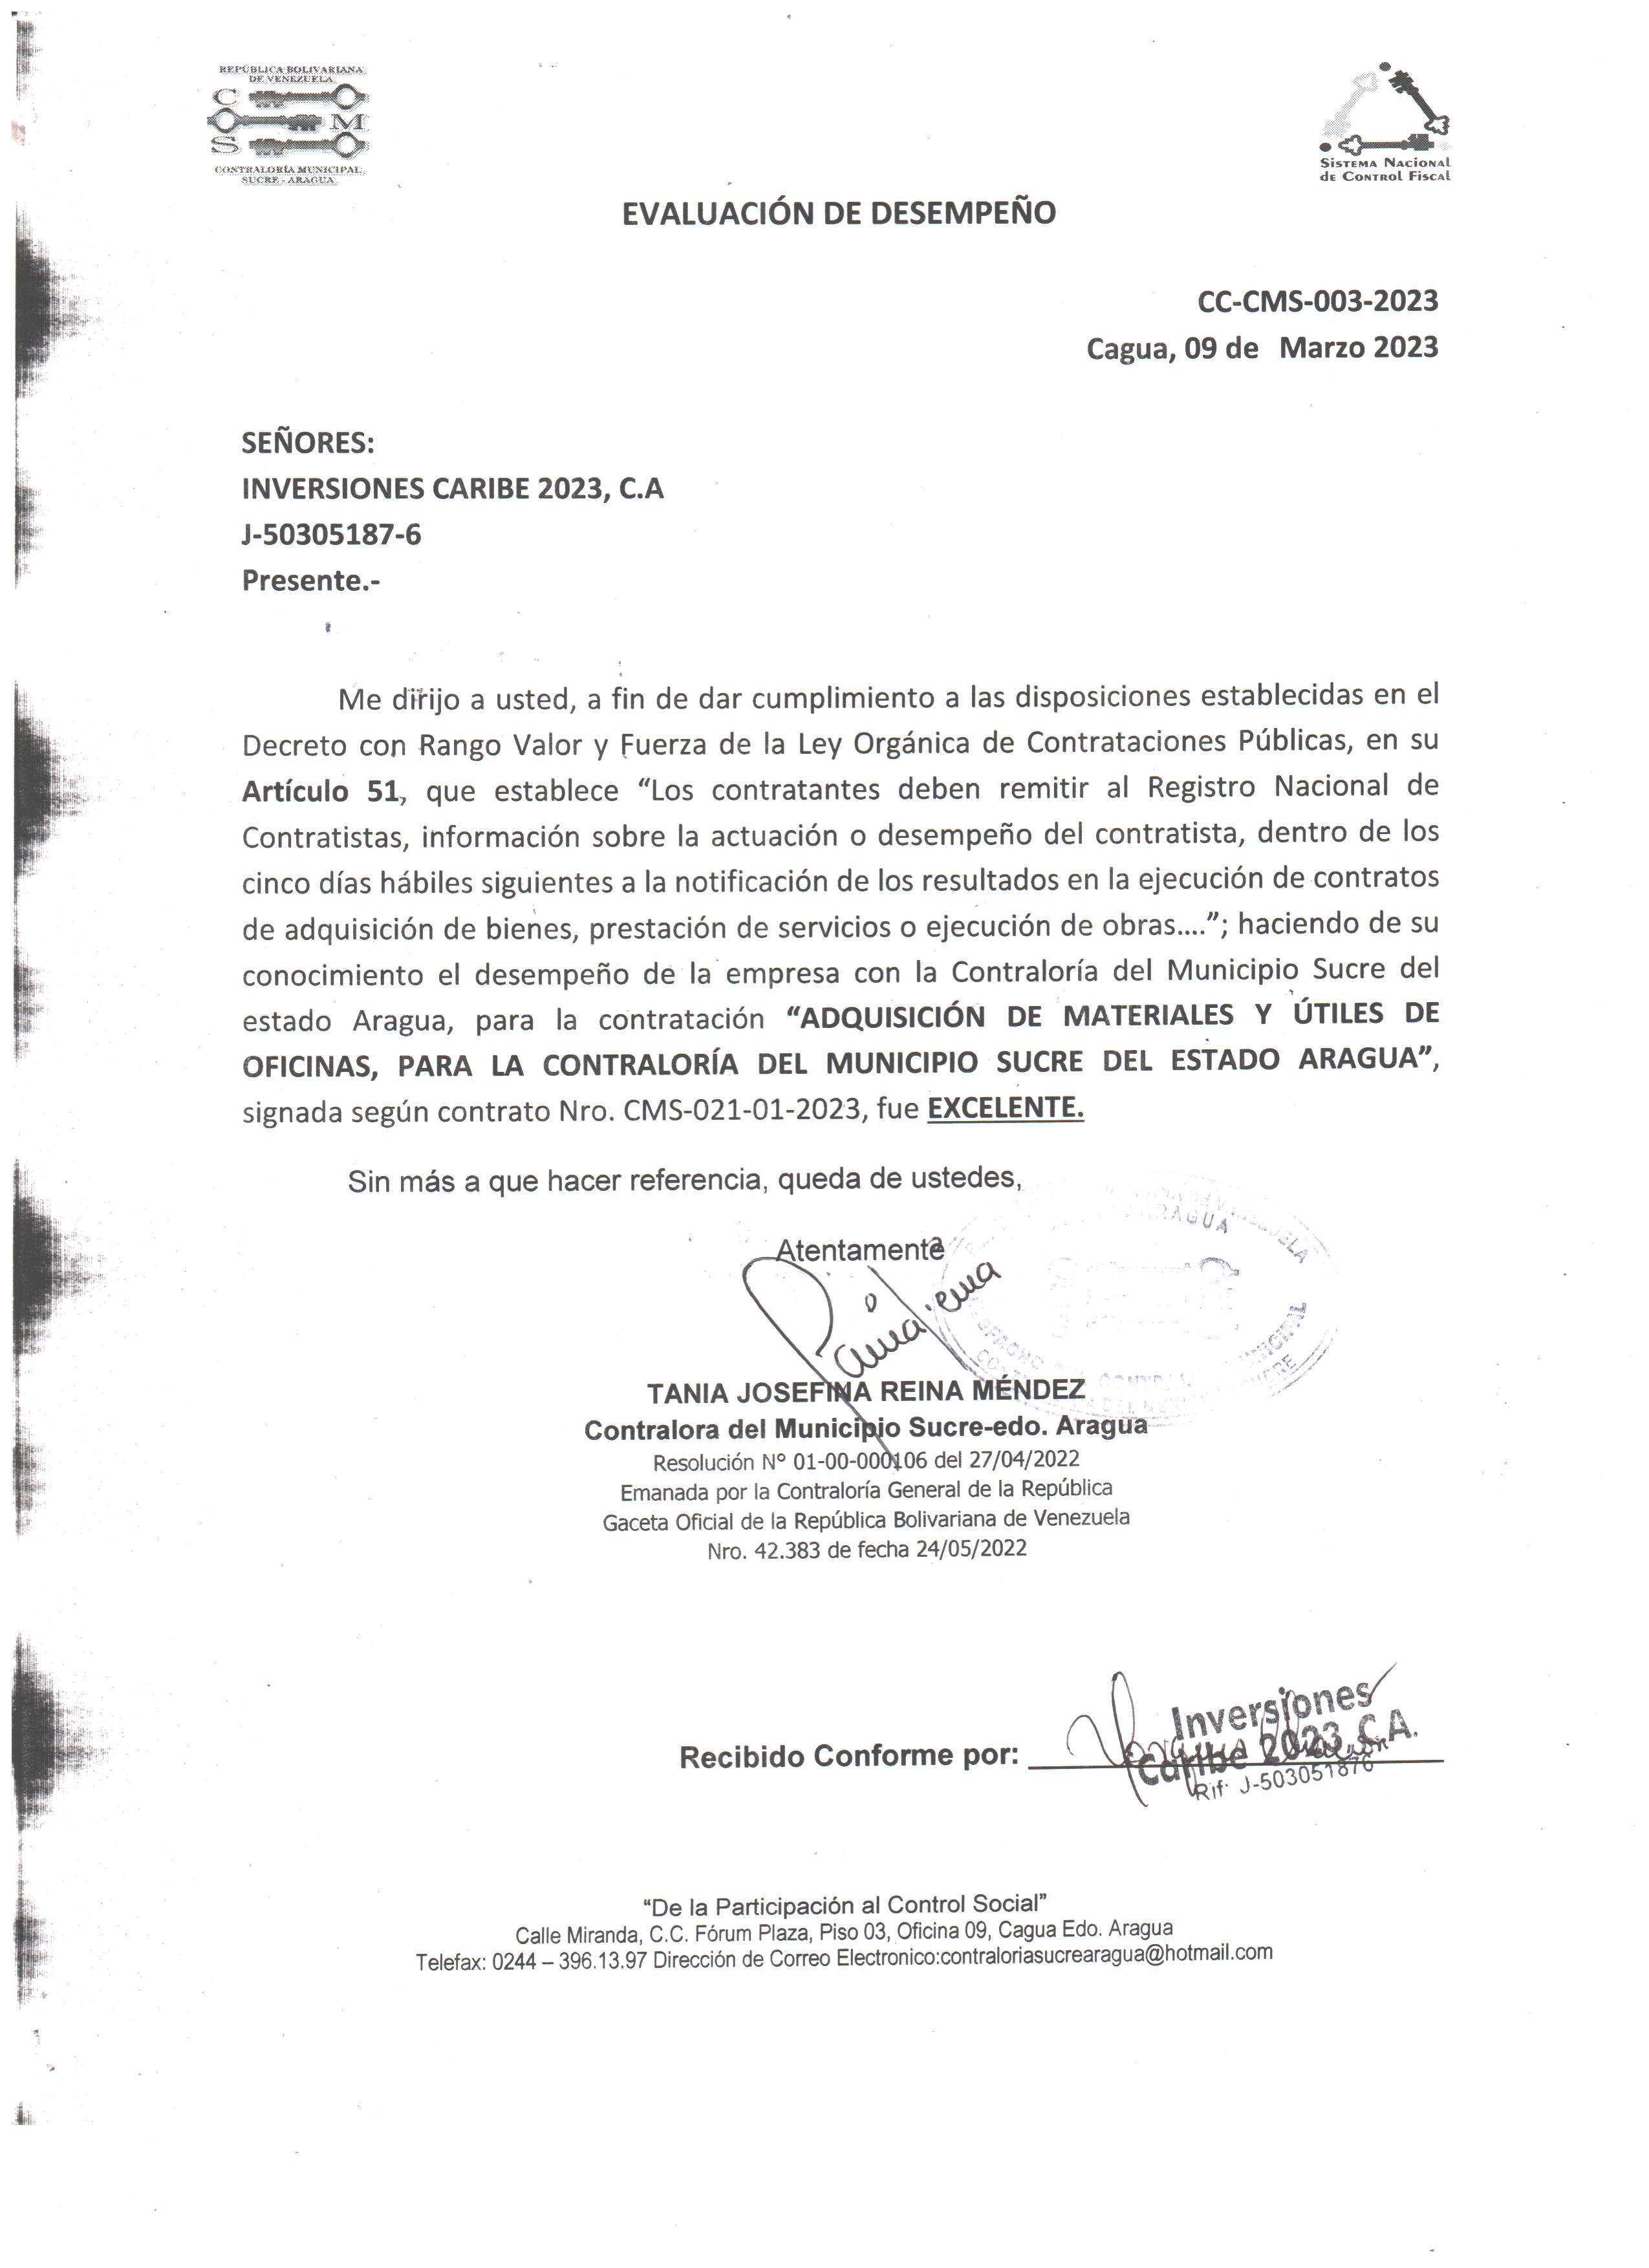 REPÚBLICA BOLIVARIANA
DE VENEZUELA
C
M
S
CONTRALORÍA MUNICIPAL
SUCRE - ARAGUA
Sistema Nacional
de Control Fiscal
EVALUACIÓN DE DESEMPEÑO
CC-CMS-003-2023
Cagua, 09 de Marzo 2023
SEÑORES:
INVERSIONES CARIBE 2023, C.A
J-50305187-6
Presente.-
Me dirijo a usted, a fin de dar cumplimiento a las disposiciones establecidas en el
Decreto con Rango Valor y Fuerza de la Ley Orgánica de Contrataciones Públicas, en su
Artículo 51, que establece “Los contratantes deben remitir al Registro Nacional de
Contratistas, información sobre la actuación o desempeño del contratista, dentro de los
cinco días hábiles siguientes a la notificación de los resultados en la ejecución de contratos
de adquisición de bienes, prestación de servicios o ejecución de obras....”; haciendo de su
conocimiento el desempeño de la empresa con la Contraloría del Municipio Sucre del
estado Aragua, para la contratación “ADQUISICIÓN DE MATERIALES Y ÚTILES DE
OFICINAS, PARA LA CONTRALORÍA DEL MUNICIPIO SUCRE DEL ESTADO ARAGUA”,
signada según contrato Nro. CMS-021-01-2023, fue EXCELENTE.
Sin más a que hacer referencia, queda de ustedes,
Atentamente
ARAGUA
TANIA JOSEFINA REINA MÉNDEZ
Contralora del Municipio Sucre-edo. Aragua
Resolución N° 01-00-000106 del 27/04/2022
Emanada por la Contraloría General de la República
Gaceta Oficial de la República Bolivariana de Venezuela
Nro. 42.383 de fecha 24/05/2022
Recibido Conforme por:
Inversiones
Caribe 2023 C.A.
Rif: J-503051876
“De la Participación al Control Social”
Calle Miranda, C.C. Fórum Plaza, Piso 03, Oficina 09, Cagua Edo. Aragua
Telefax: 0244 – 396.13.97 Dirección de Correo Electronico:contraloriasucrearagua@hotmail.com